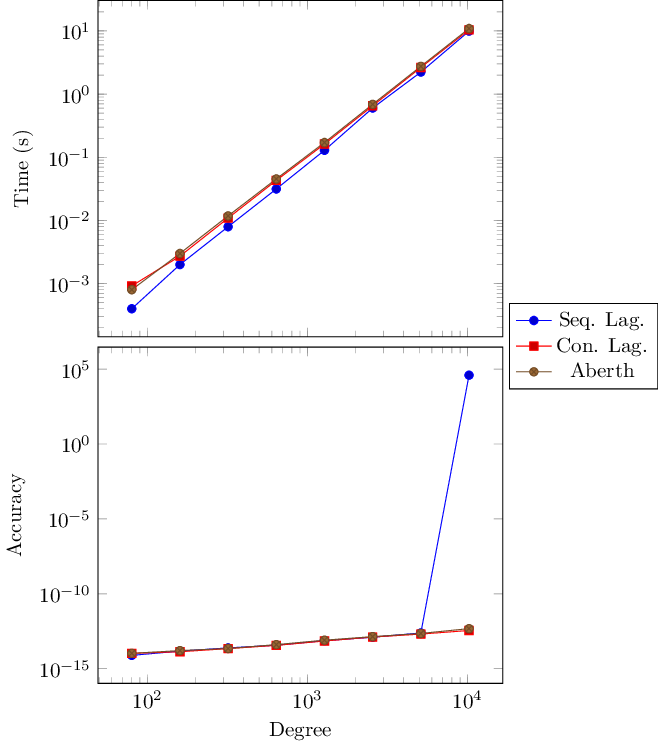 10^1
10^0
10^−1
10^−2
10^−3
Time (s)
Seq. Lag.
Con. Lag.
Aberth
10^5
10^0
10^−5
10^−10
10^−15
Accuracy
10^2 10^3 10^4
Degree